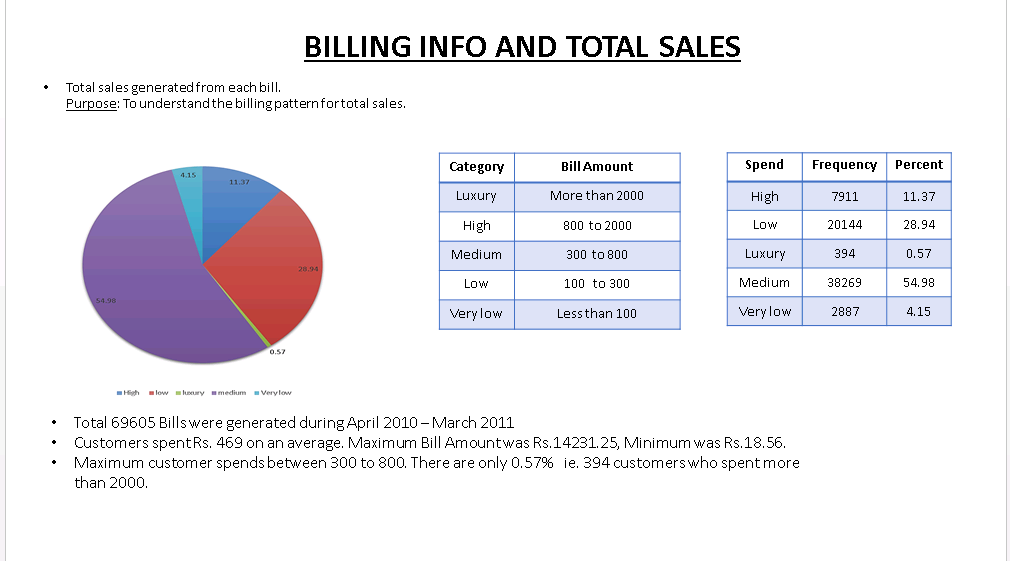 BILLING INFO AND TOTAL SALES
• Total sales generated from each bill.
Purpose: To understand the billing pattern for total sales.
4.15
11.37
28.94
54.98
0.57
High low luxury medium Very low
Category Bill Amount
Luxury More than 2000
High 800 to 2000
Medium 300 to 800
Low 100 to 300
Very low Less than 100
Spend Frequency Percent
High 7911 11.37
Low 20144 28.94
Luxury 394 0.57
Medium 38269 54.98
Very low 2887 4.15
• Total 69605 Bills were generated during April 2010 – March 2011
• Customers spent Rs. 469 on an average. Maximum Bill Amount was Rs.14231.25, Minimum was Rs.18.56.
• Maximum customer spends between 300 to 800. There are only 0.57% ie. 394 customers who spent more
than 2000.